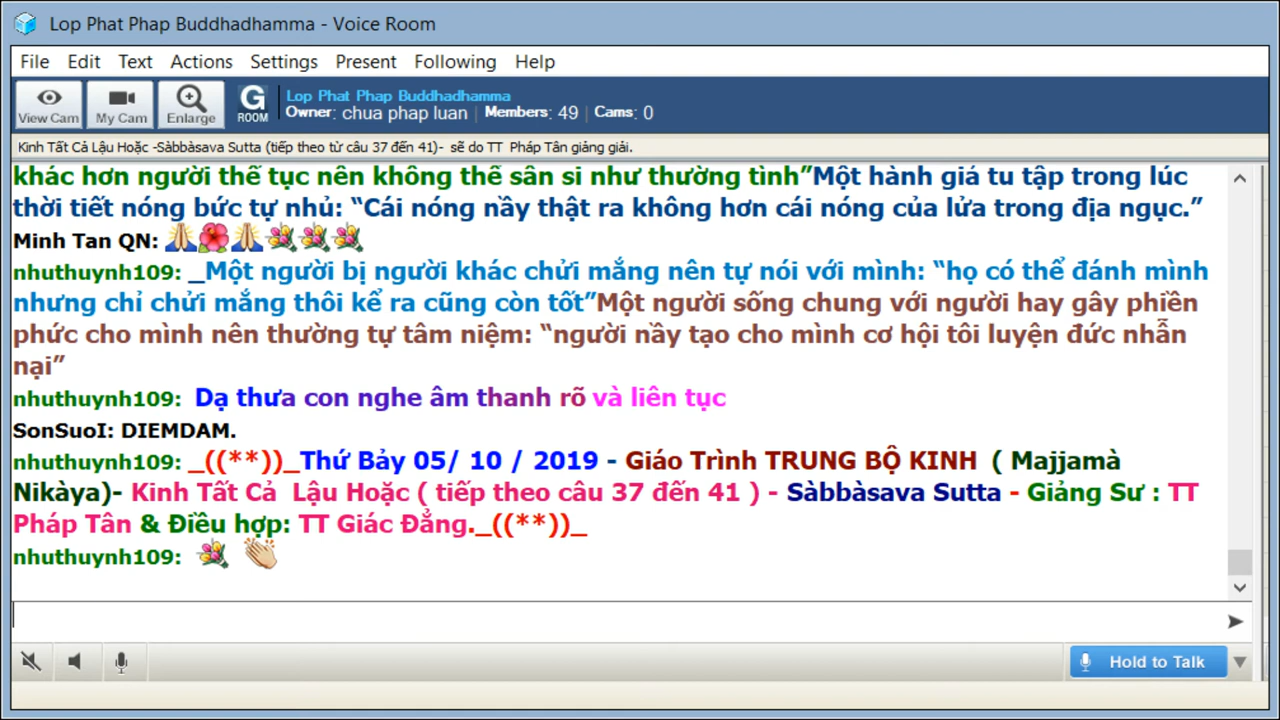 Lop Phat Phap Buddhadhamma - Voice Room
File Edit Text Actions Settings Present Following Help
View Cam My Cam Enlarge G ROOM
Lop Phat Phap Buddhadhamma
Owner: chua phap luan | Members: 49 | Cams: 0
Kinh Tất Cả Lậu Hoặc -Sàbbàsava Sutta (tiếp theo từ câu 37 đến 41)- sẽ do TT Pháp Tân giảng giải.
khác hơn người thế tục nên không thể sân si như thường tình”Một hành giá tu tập trong lúc
thời tiết nóng bức tự nhủ: “Cái nóng nầy thật ra không hơn cái nóng của lửa trong địa ngục.”
Minh Tan QN: 🙏🌺🙏💐💐💐
nhuthuynh109: _Một người bị người khác chửi mắng nên tự nói với mình: “họ có thể đánh mình
nhưng chỉ chửi mắng thôi kể ra cũng còn tốt”Một người sống chung với người hay gây phiền
phức cho mình nên thường tự tâm niệm: “người nầy tạo cho mình cơ hội tôi luyện đức nhẫn
nại”
nhuthuynh109: Dạ thưa con nghe âm thanh rõ và liên tục
SonSuoI: DIEMDAM.
nhuthuynh109: _((**))_Thứ Bảy 05/ 10 / 2019 - Giáo Trình TRUNG BỘ KINH ( Majjamà
Nikàya)- Kinh Tất Cả Lậu Hoặc ( tiếp theo câu 37 đến 41 ) - Sàbbàsava Sutta - Giảng Sư : TT
Pháp Tân & Điều hợp: TT Giác Đẳng._((**))_
nhuthuynh109: 💐 👏
Hold to Talk